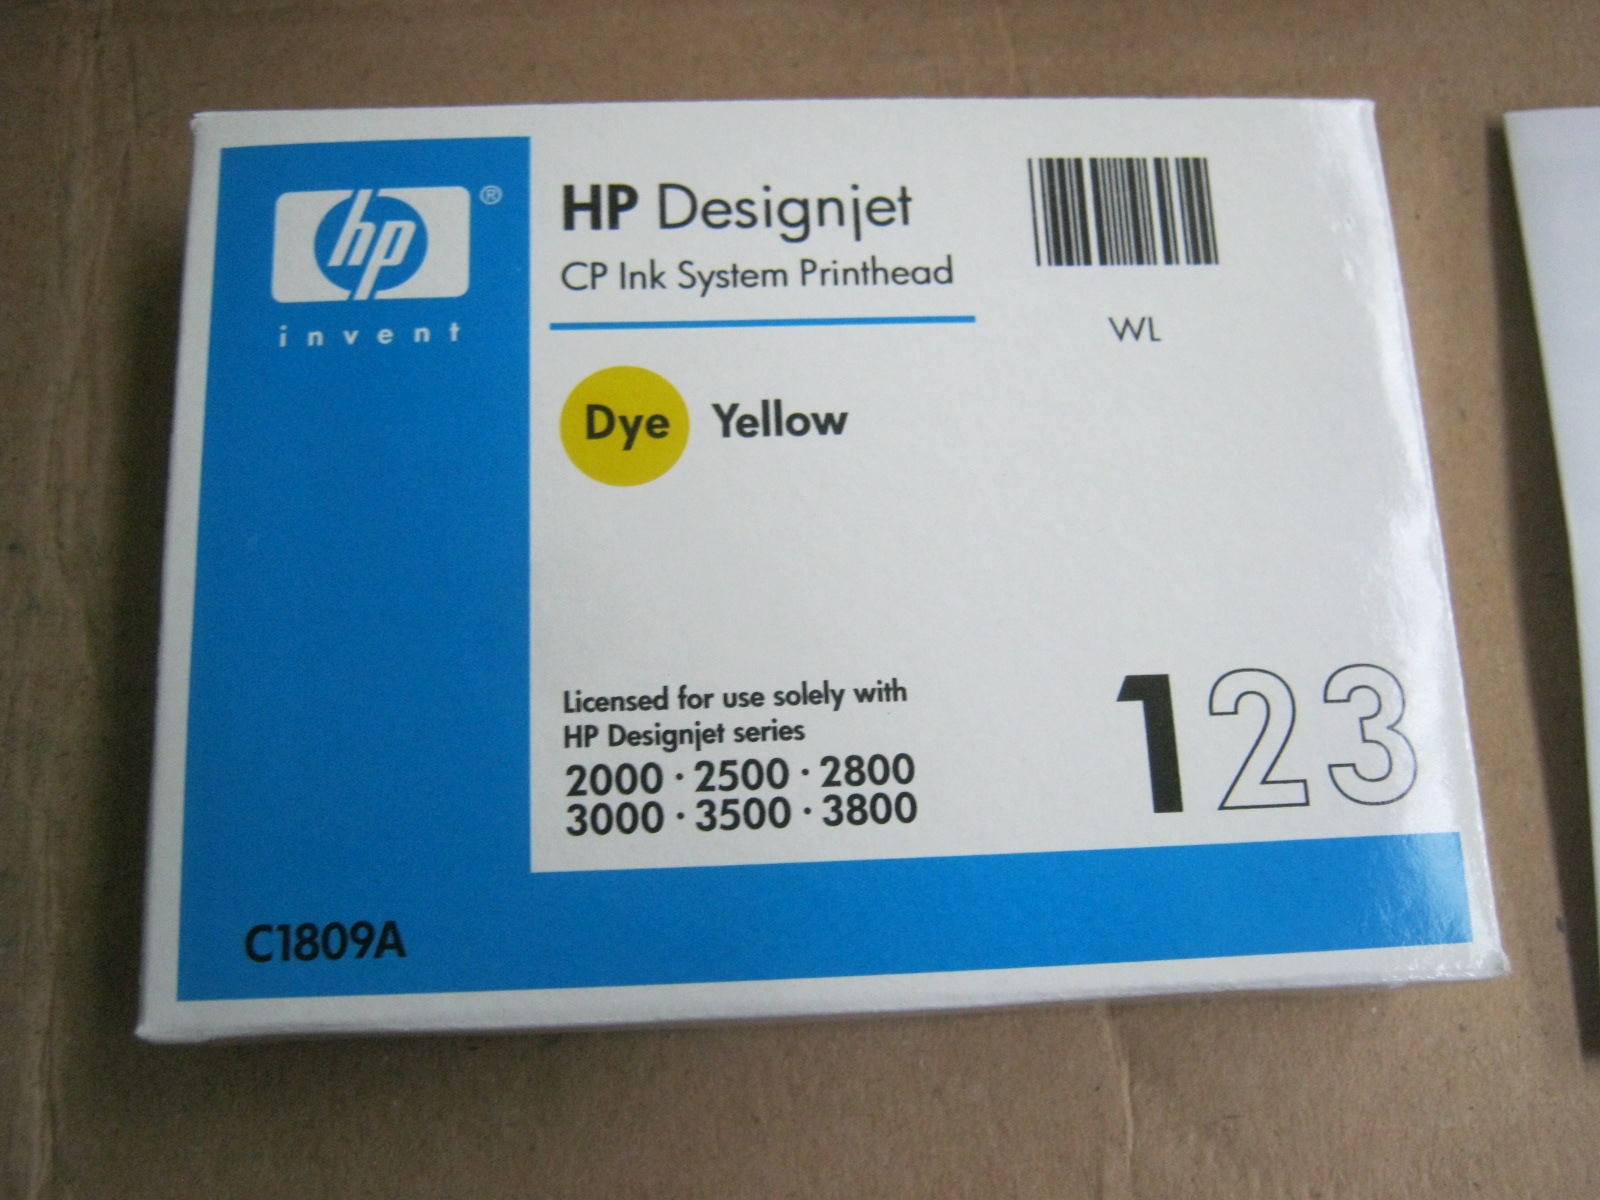 hp ®
invent
HP Designjet
CP Ink System Printhead
WL
Dye Yellow
Licensed for use solely with
HP Designjet series
2000 · 2500 · 2800
3000 · 3500 · 3800
123
C1809A